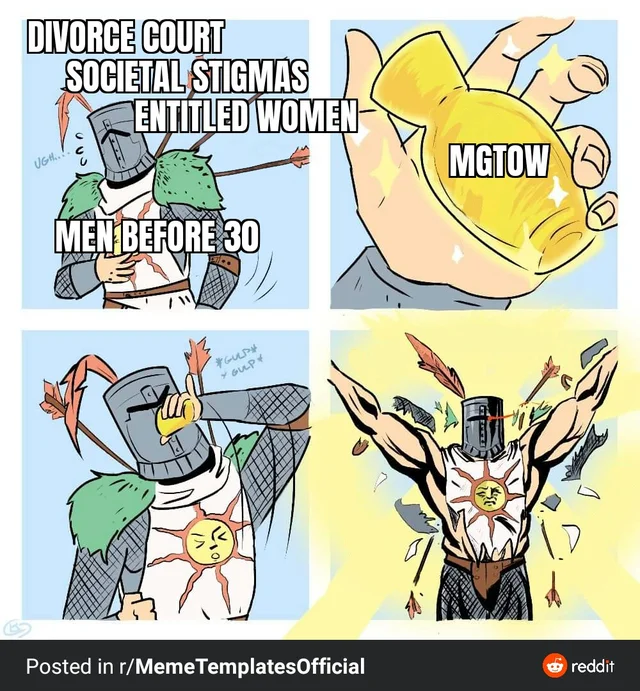 DIVORCE COURT
SOCIETAL STIGMAS
ENTITLED WOMEN
UGH....
MEN BEFORE 30
MGTOW
*GULP*
*GULP*
Posted in r/MemeTemplatesOfficial
reddit